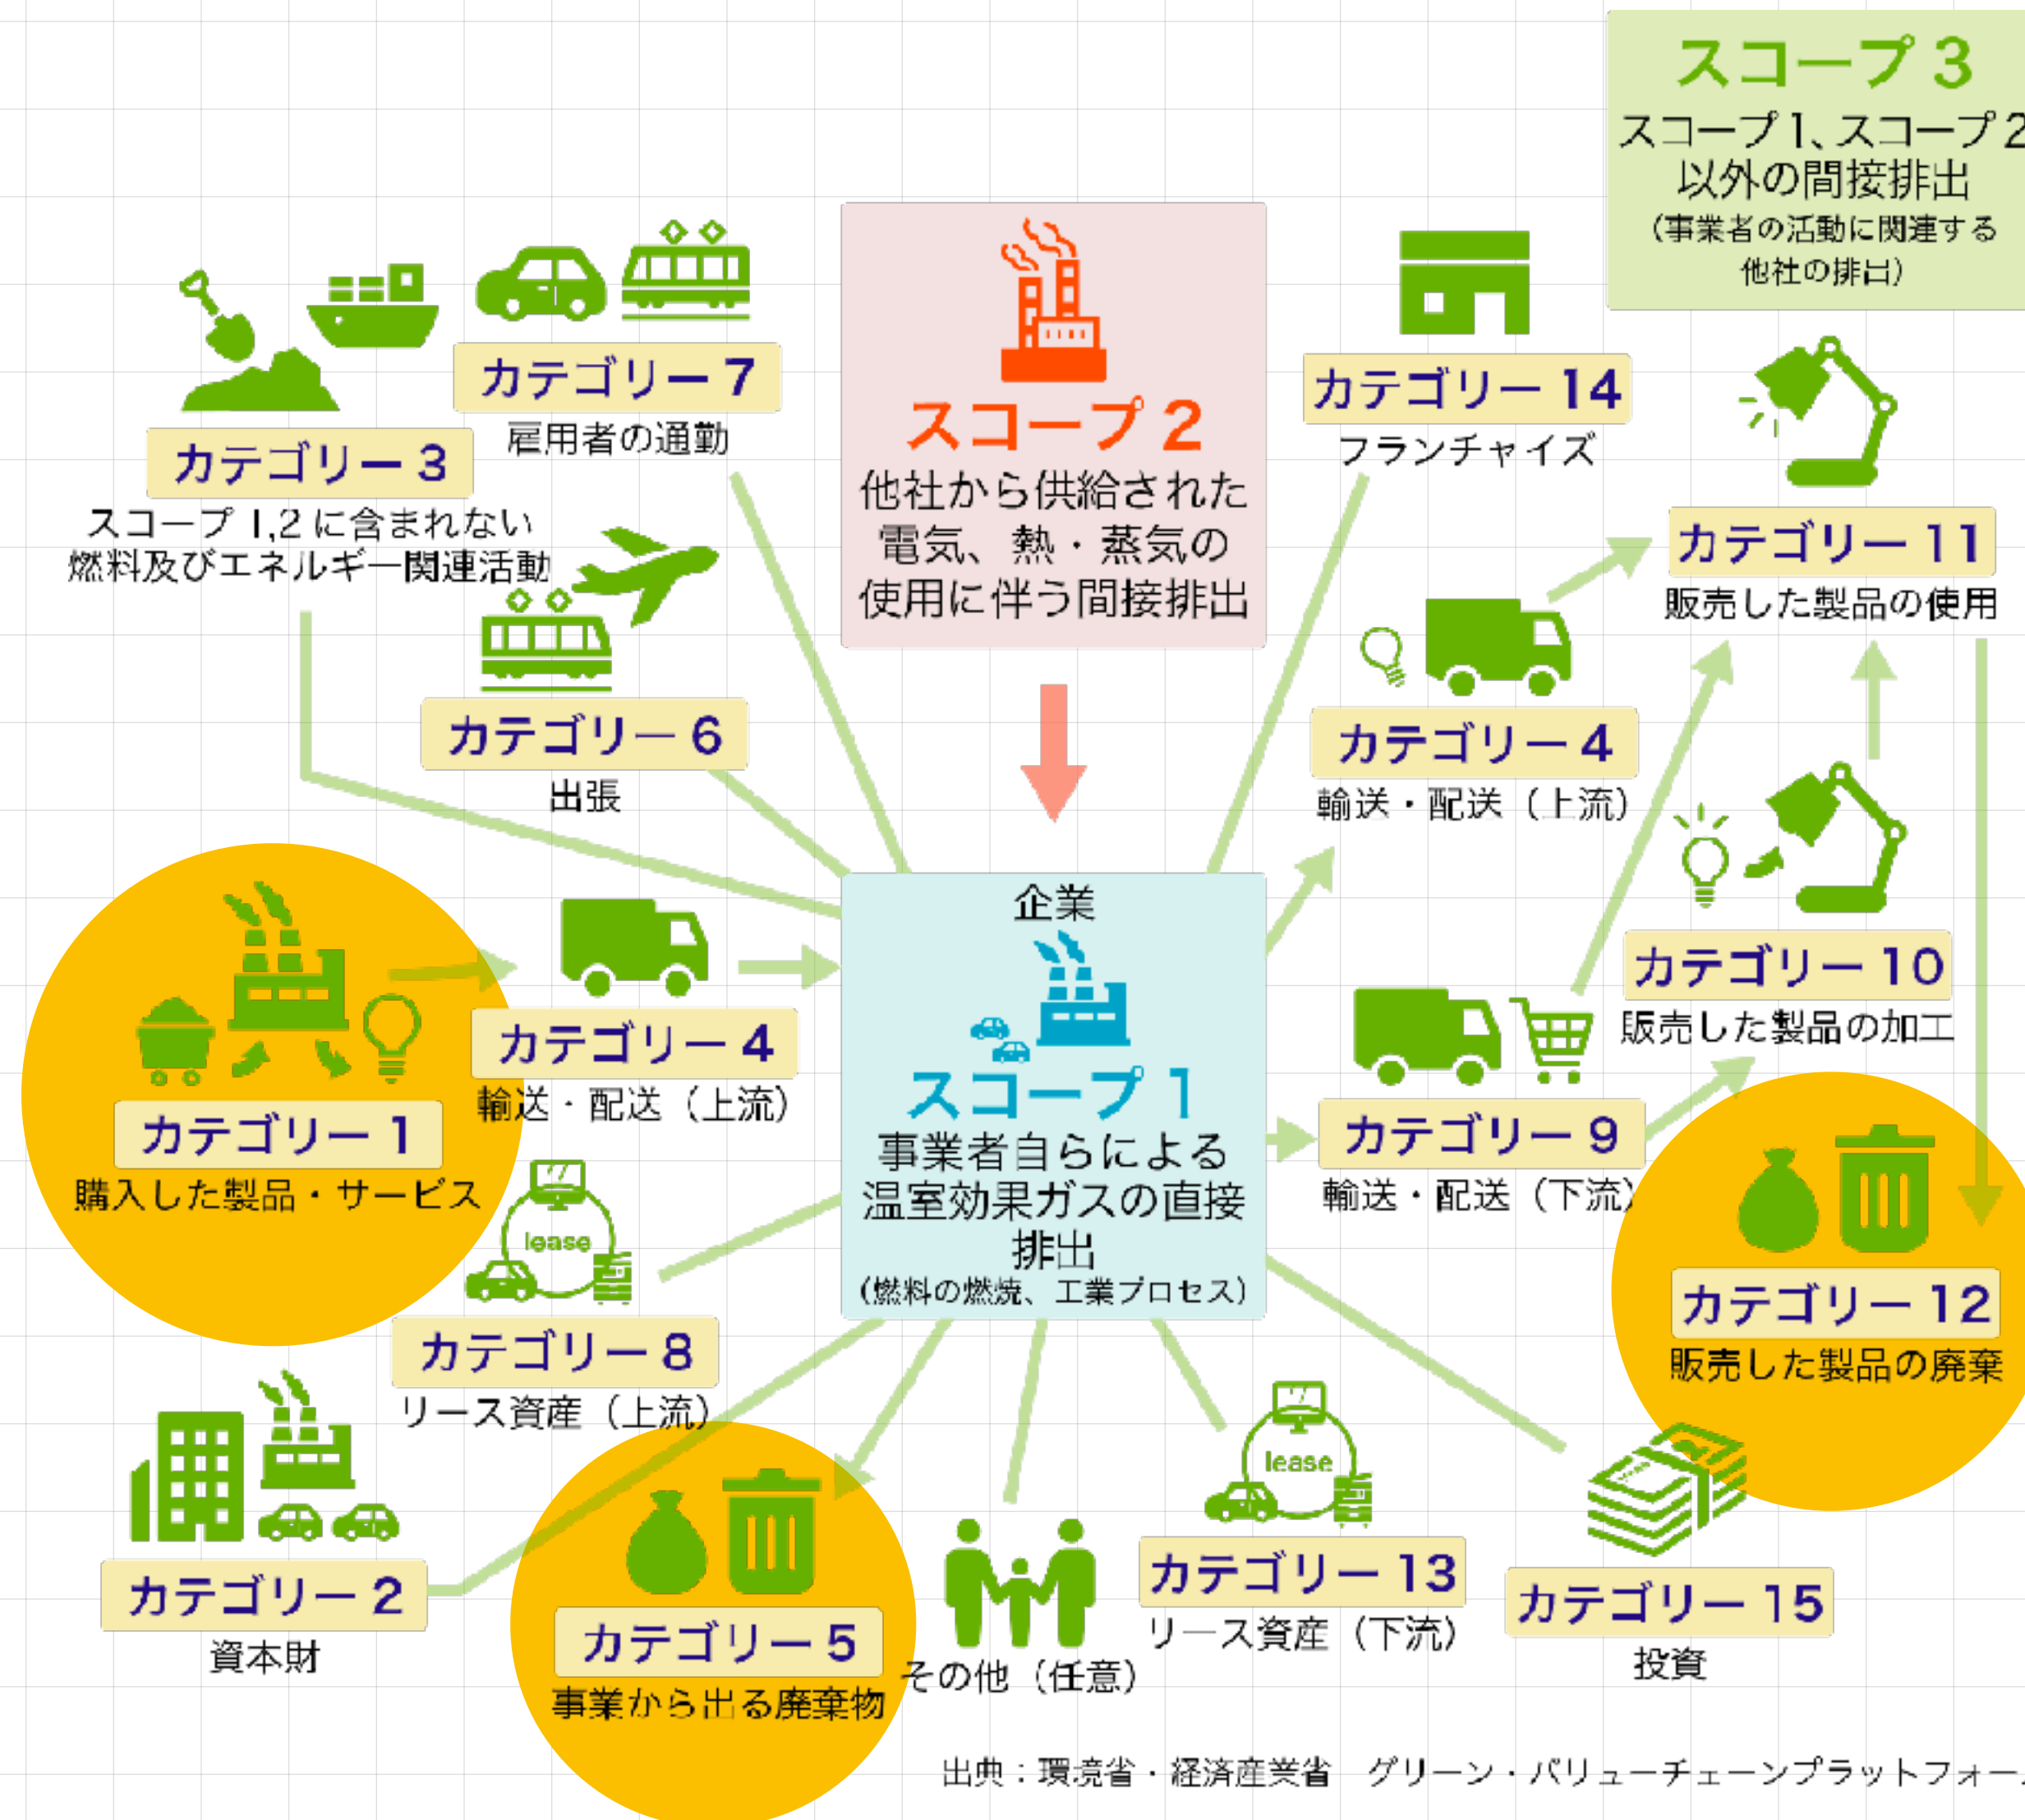 スコープ 3
スコープ1、スコープ2
以外の間接排出
（事業者の活動に関連する
他社の排出）
カテゴリー 7
雇用者の通勤
カテゴリー 3
スコープ 1,2 に含まれない
燃料及びエネルギー関連活動
カテゴリー 6
出張
スコープ 2
他社から供給された
電気、熱・蒸気の
使用に伴う間接排出
カテゴリー 14
フランチャイズ
カテゴリー 11
販売した製品の使用
カテゴリー 4
輸送・配送（上流）
カテゴリー 10
販売した製品の加工
カテゴリー 1
購入した製品・サービス
カテゴリー 4
輸送・配送（上流）
企業
スコープ 1
事業者自らによる
温室効果ガスの直接
排出
（燃料の燃焼、工業プロセス）
カテゴリー 9
輸送・配送（下流）
カテゴリー 12
販売した製品の廃棄
lease
カテゴリー 8
リース資産（上流）
カテゴリー 2
資本財
カテゴリー 5
事業から出る廃棄物
その他（任意）
lease
カテゴリー 13
リース資産（下流）
カテゴリー 15
投資
出典：環境省・経済産業省　グリーン・バリューチェーンプラットフォー